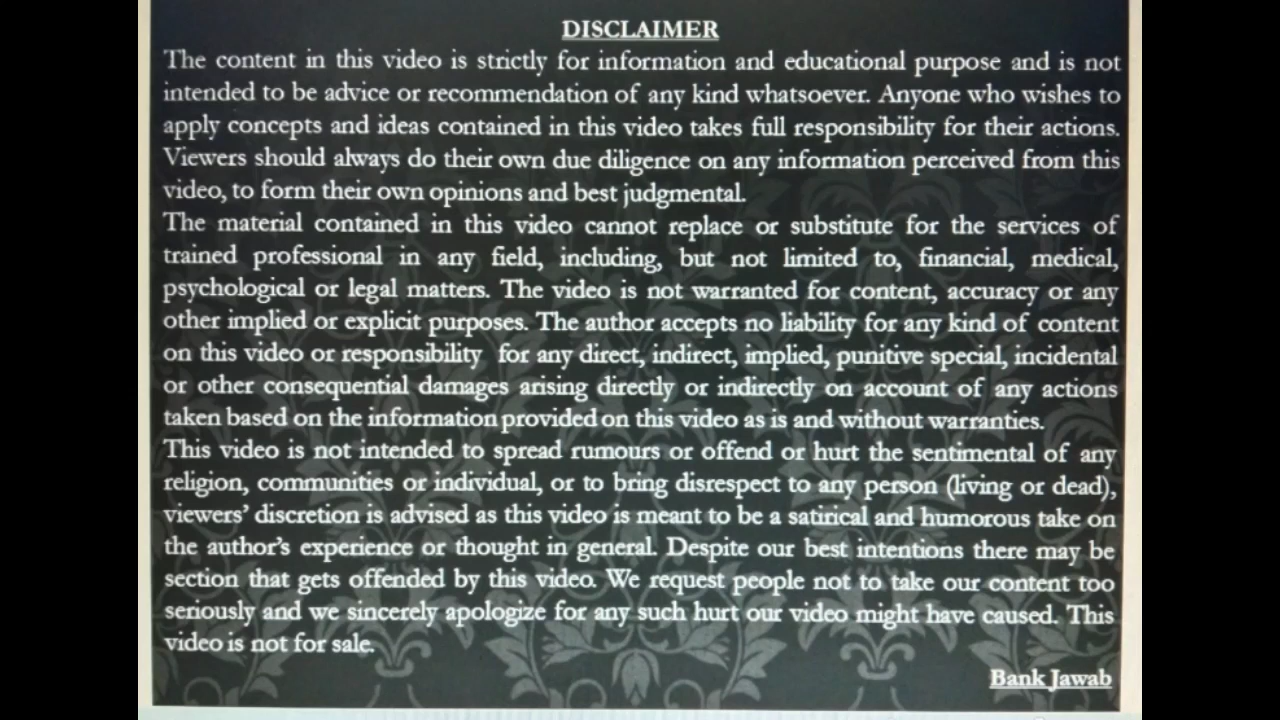 DISCLAIMER
The content in this video is strictly for information and educational purpose and is not
intended to be advice or recommendation of any kind whatsoever. Anyone who wishes to
apply concepts and ideas contained in this video takes full responsibility for their actions.
Viewers should always do their own due diligence on any information perceived from this
video, to form their own opinions and best judgmental.
The material contained in this video cannot replace or substitute for the services of
trained professional in any field, including, but not limited to, financial, medical,
psychological or legal matters. The video is not warranted for content, accuracy or any
other implied or explicit purposes. The author accepts no liability for any kind of content
on this video or responsibility for any direct, indirect, implied, punitive special, incidental
or other consequential damages arising directly or indirectly on account of any actions
taken based on the information provided on this video as is and without warranties.
This video is not intended to spread rumours or offend or hurt the sentimental of any
religion, communities or individual, or to bring disrespect to any person (living or dead),
viewers' discretion is advised as this video is meant to be a satirical and humorous take on
the author's experience or thought in general. Despite our best intentions there may be
section that gets offended by this video. We request people not to take our content too
seriously and we sincerely apologize for any such hurt our video might have caused. This
video is not for sale.
Bank Jawab